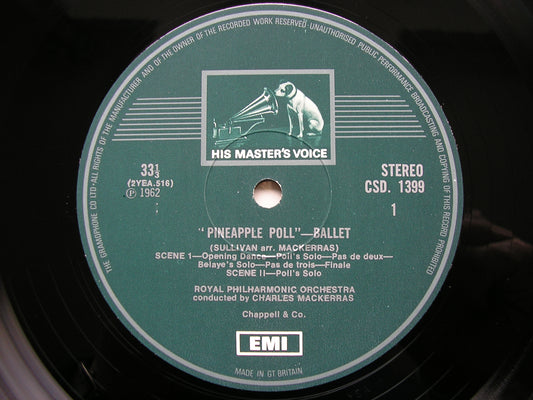 THE GRAMOPHONE CO LTD—ALL RIGHTS OF THE MANUFACTURER AND OF THE OWNER OF THE RECORDED WORK RESERVED—UNAUTHORISED PUBLIC PERFORMANCE BROADCASTING AND COPYING OF THIS RECORD PROHIBITED
HIS MASTER'S VOICE
33 1/3
(2YEA.516)
Ⓟ 1962
STEREO
CSD. 1399
1
"PINEAPPLE POLL"—BALLET
(SULLIVAN arr. MACKERRAS)
SCENE 1—Opening Dance—Poll's Solo—Pas de deux—
Belaye's Solo—Pas de trois—Finale
SCENE II—Poll's Solo
ROYAL PHILHARMONIC ORCHESTRA
conducted by CHARLES MACKERRAS
Chappell & Co.
EMI
MADE IN GT BRITAIN